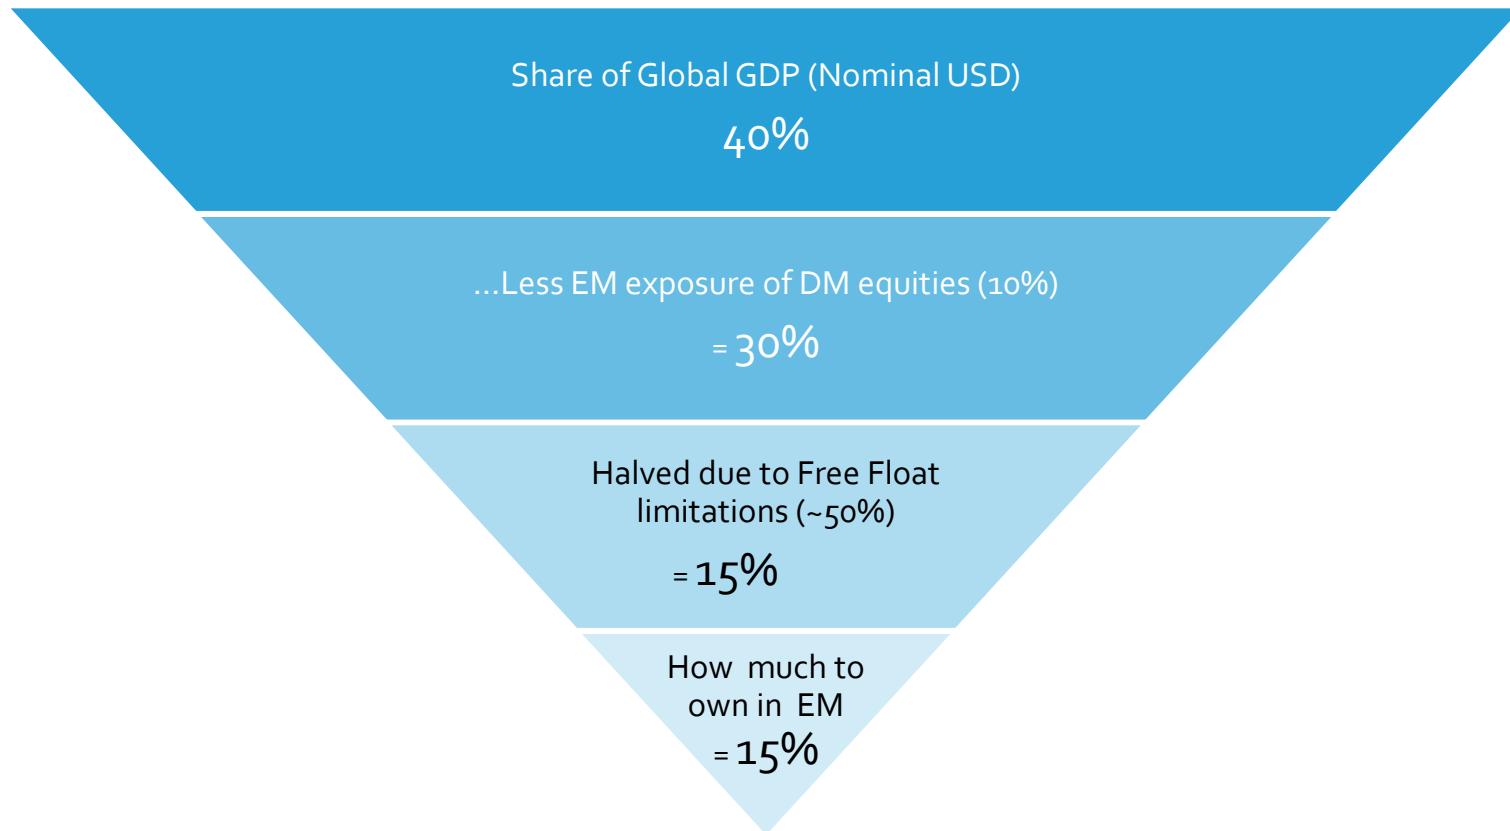 Share of Global GDP (Nominal USD)
40%
...Less EM exposure of DM equities (10%)
= 30%
Halved due to Free Float
limitations (~50%)
= 15%
How much to
own in EM
= 15%